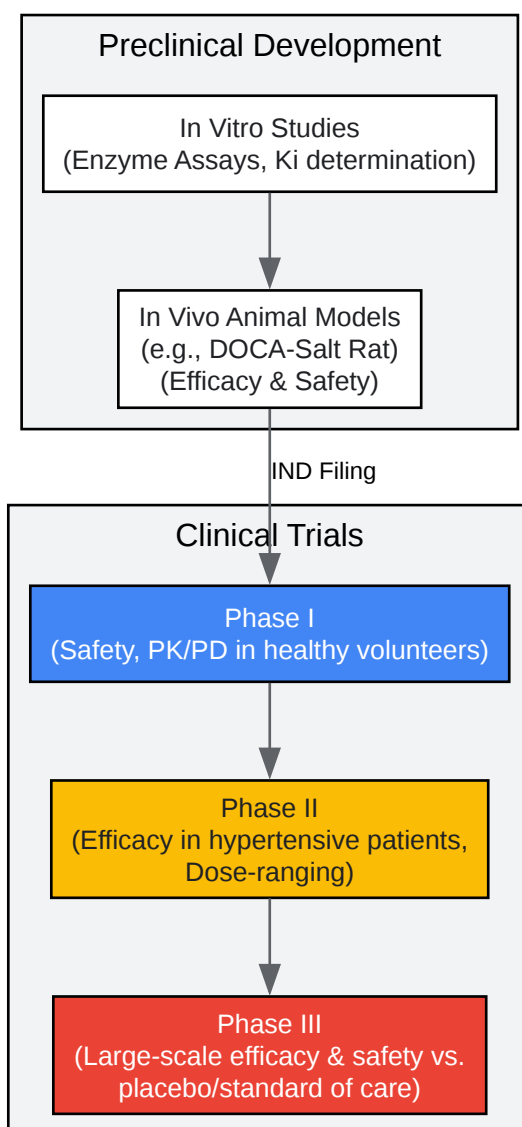 Preclinical Development
In Vitro Studies
(Enzyme Assays, Ki determination)
In Vivo Animal Models
(e.g., DOCA-Salt Rat)
(Efficacy & Safety)
IND Filing
Clinical Trials
Phase I
(Safety, PK/PD in healthy volunteers)
Phase II
(Efficacy in hypertensive patients,
Dose-ranging)
Phase III
(Large-scale efficacy & safety vs.
placebo/standard of care)